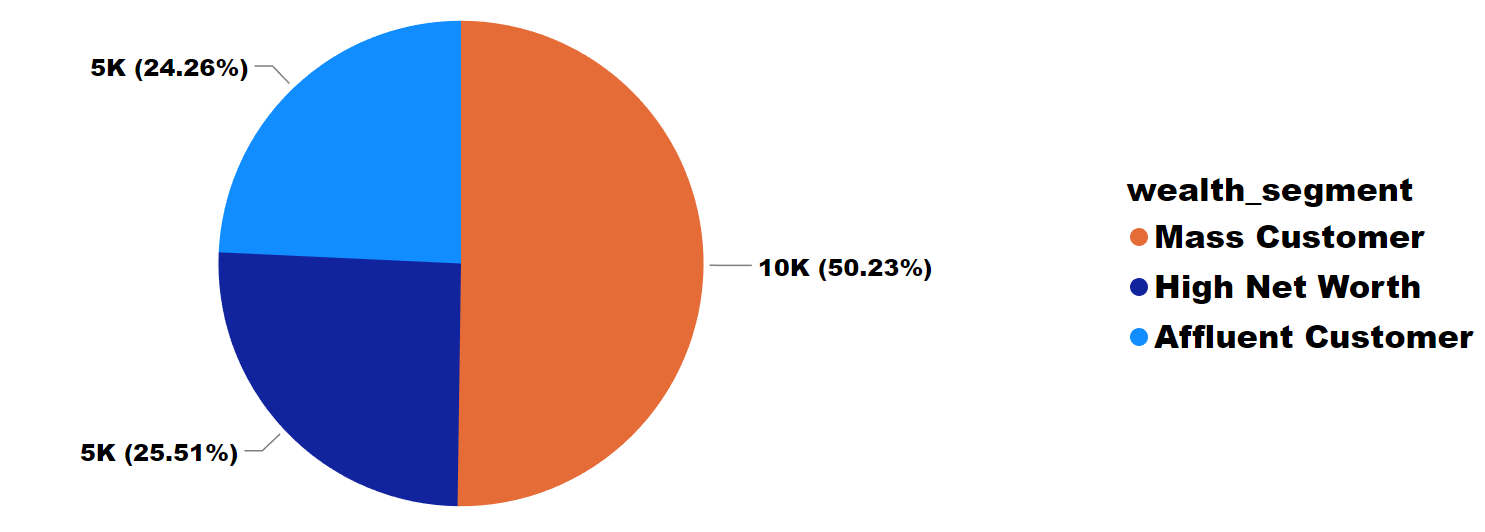 5K (24.26%)
10K (50.23%)
5K (25.51%)
wealth_segment
Mass Customer
High Net Worth
Affluent Customer